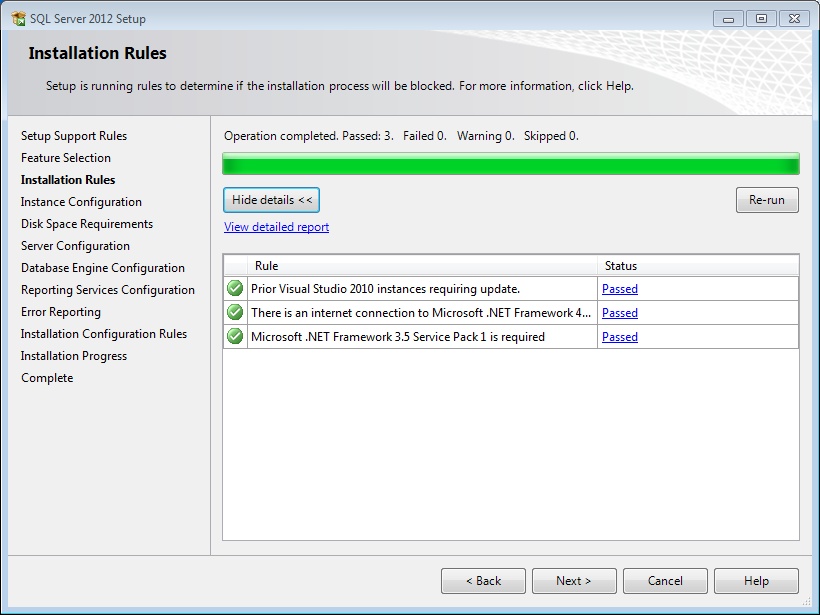 SQL Server 2012 Setup
Installation Rules
Setup is running rules to determine if the installation process will be blocked. For more information, click Help.
Setup Support Rules
Feature Selection
Installation Rules
Instance Configuration
Disk Space Requirements
Server Configuration
Database Engine Configuration
Reporting Services Configuration
Error Reporting
Installation Configuration Rules
Installation Progress
Complete
Operation completed. Passed: 3. Failed 0. Warning 0. Skipped 0.
Hide details << Re-run
View detailed report
Rule Status
Prior Visual Studio 2010 instances requiring update. Passed
There is an internet connection to Microsoft .NET Framework 4... Passed
Microsoft .NET Framework 3.5 Service Pack 1 is required Passed
< Back Next > Cancel Help